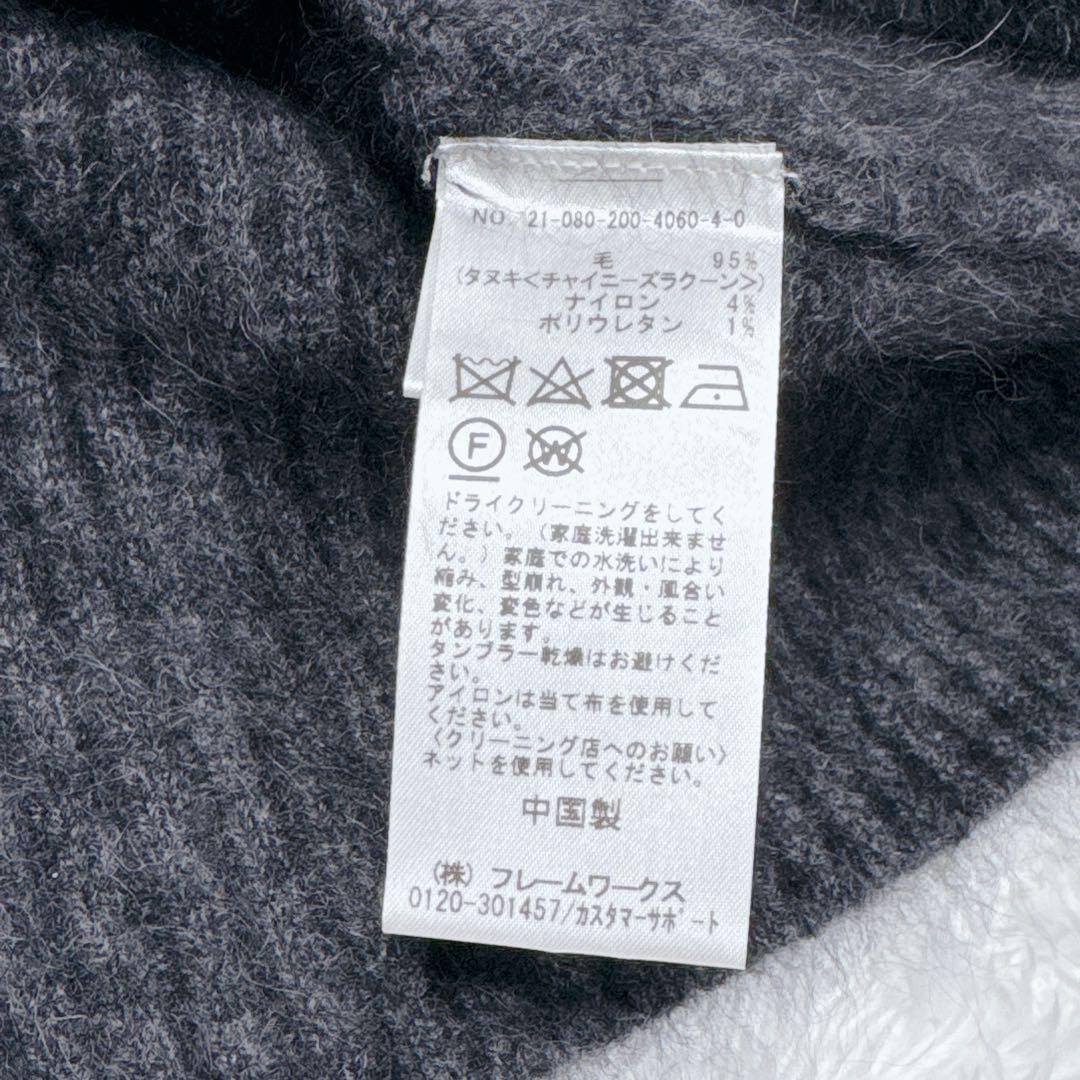 NO. 21-080-200-4060-4-0
毛 95%
(タヌキ<チャイニーズラクーン>)
ナイロン 4%
ポリウレタン 1%
F W
ドライクリーニングをしてく
ださい。(家庭洗濯出来ませ
ん。)家庭での水洗いにより
縮み、型崩れ、外観・風合い
変化、変色などが生じること
があります。
タンブラー乾燥はお避けくだ
さい。
アイロンは当て布を使用して
ください。
〈クリーニング店へのお願い〉
ネットを使用してください。
中国製
(株) フレームワークス
0120-301457/カスタマーサポート